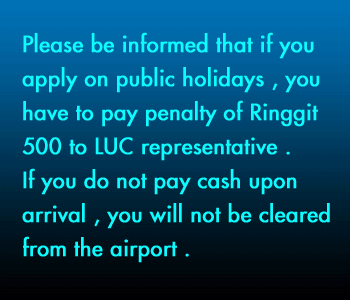 Please be informed that if you
apply on public holidays , you
have to pay penalty of Ringgit
500 to LUC representative .
If you do not pay cash upon
arrival , you will not be cleared
from the airport .